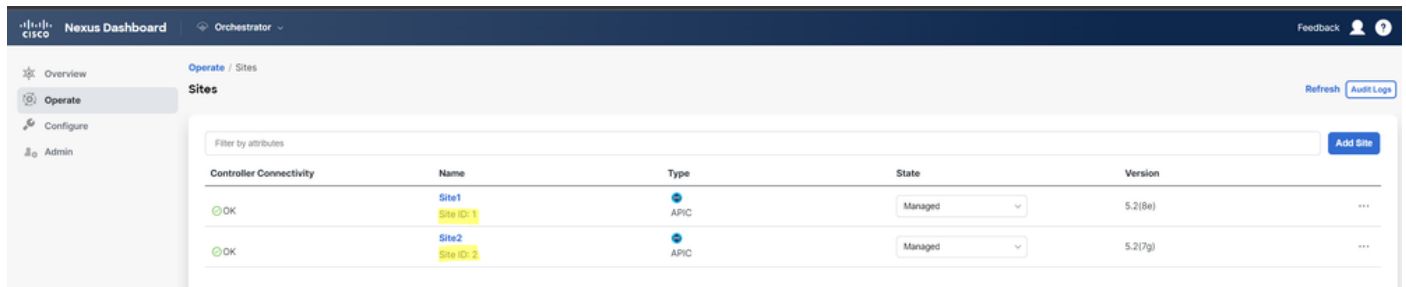 cisco Nexus Dashboard Orchestrator Feedback ?
Overview
Operate
Configure
Admin
Operate / Sites
Sites
Refresh Audit Logs
Filter by attributes Add Site
Controller Connectivity Name Type State Version
OK Site1 Site ID: 1 APIC Managed 5.2(8e) ...
OK Site2 Site ID: 2 APIC Managed 5.2(7g) ...